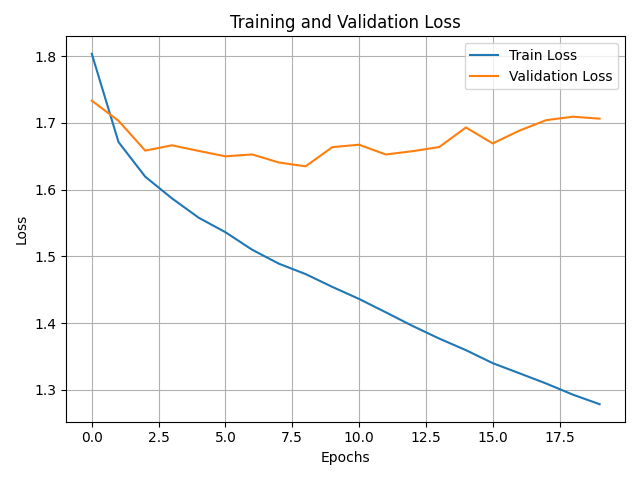 Training and Validation Loss
Train Loss
Validation Loss
1.8
1.7
1.6
1.5
1.4
1.3
Loss
0.0 2.5 5.0 7.5 10.0 12.5 15.0 17.5
Epochs